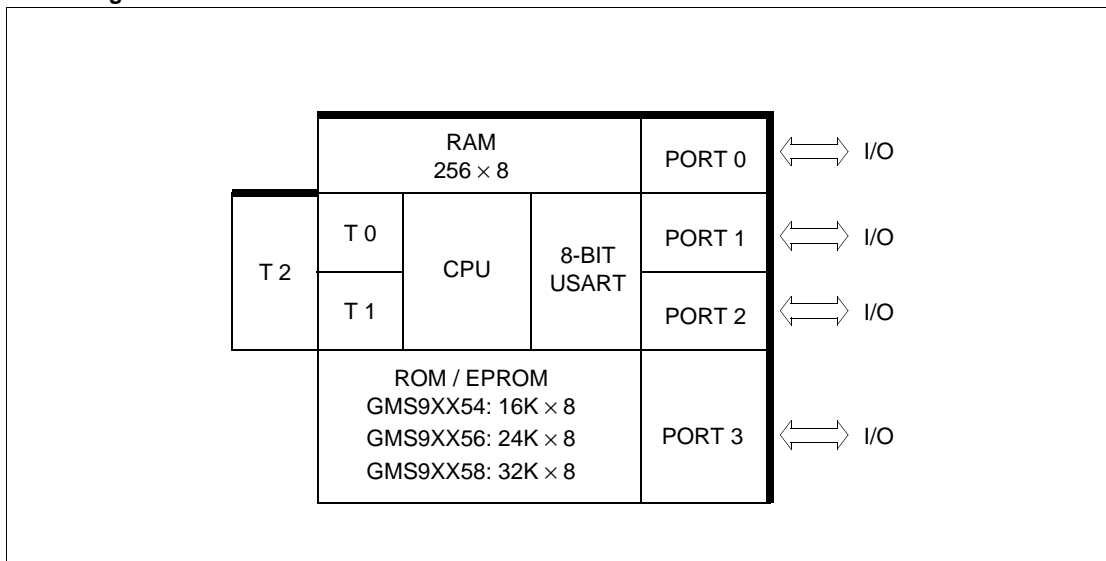 RAM
256 × 8
PORT 0
I/O
T 2
T 0
T 1
CPU
8-BIT
USART
PORT 1
I/O
PORT 2
I/O
ROM / EPROM
GMS9XX54: 16K × 8
GMS9XX56: 24K × 8
GMS9XX58: 32K × 8
PORT 3
I/O